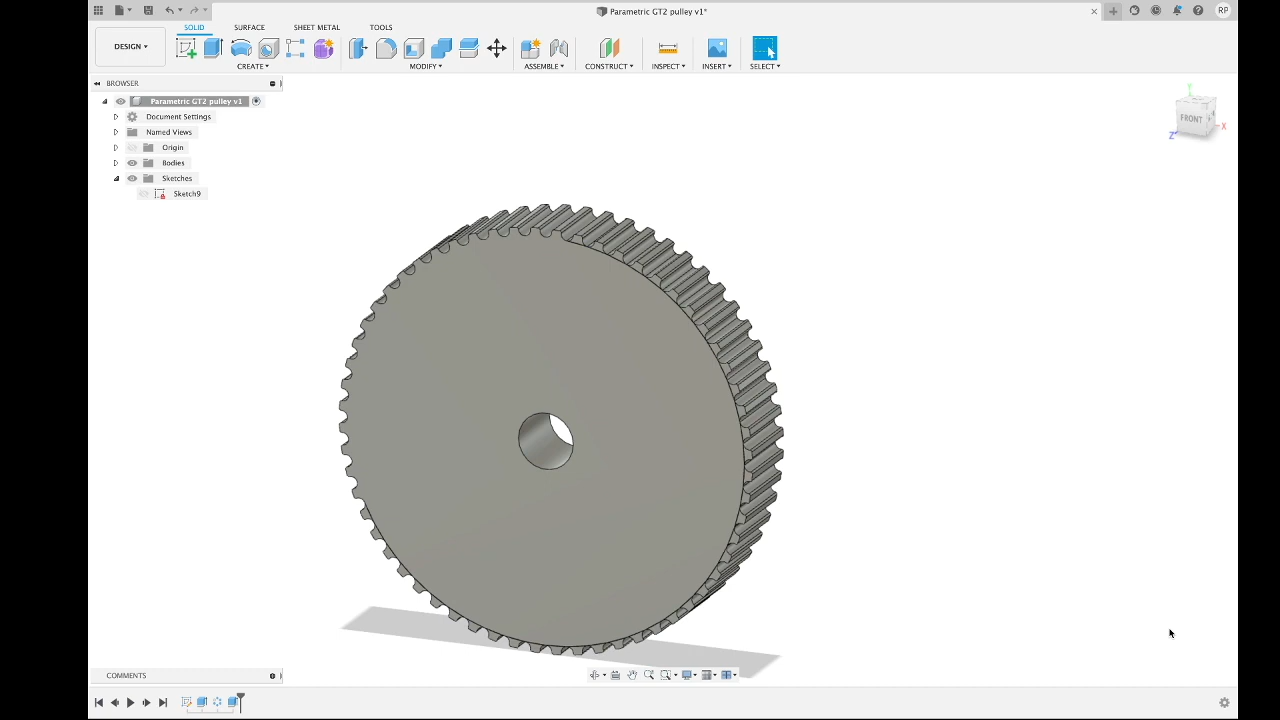 Parametric GT2 pulley v1*
RP
SOLID
SURFACE
SHEET METAL
TOOLS
DESIGN
CREATE
MODIFY
ASSEMBLE
CONSTRUCT
INSPECT
INSERT
SELECT
BROWSER
Parametric GT2 pulley v1
Document Settings
Named Views
Origin
Bodies
Sketches
Sketch9
FRONT
X
Y
Z
COMMENTS